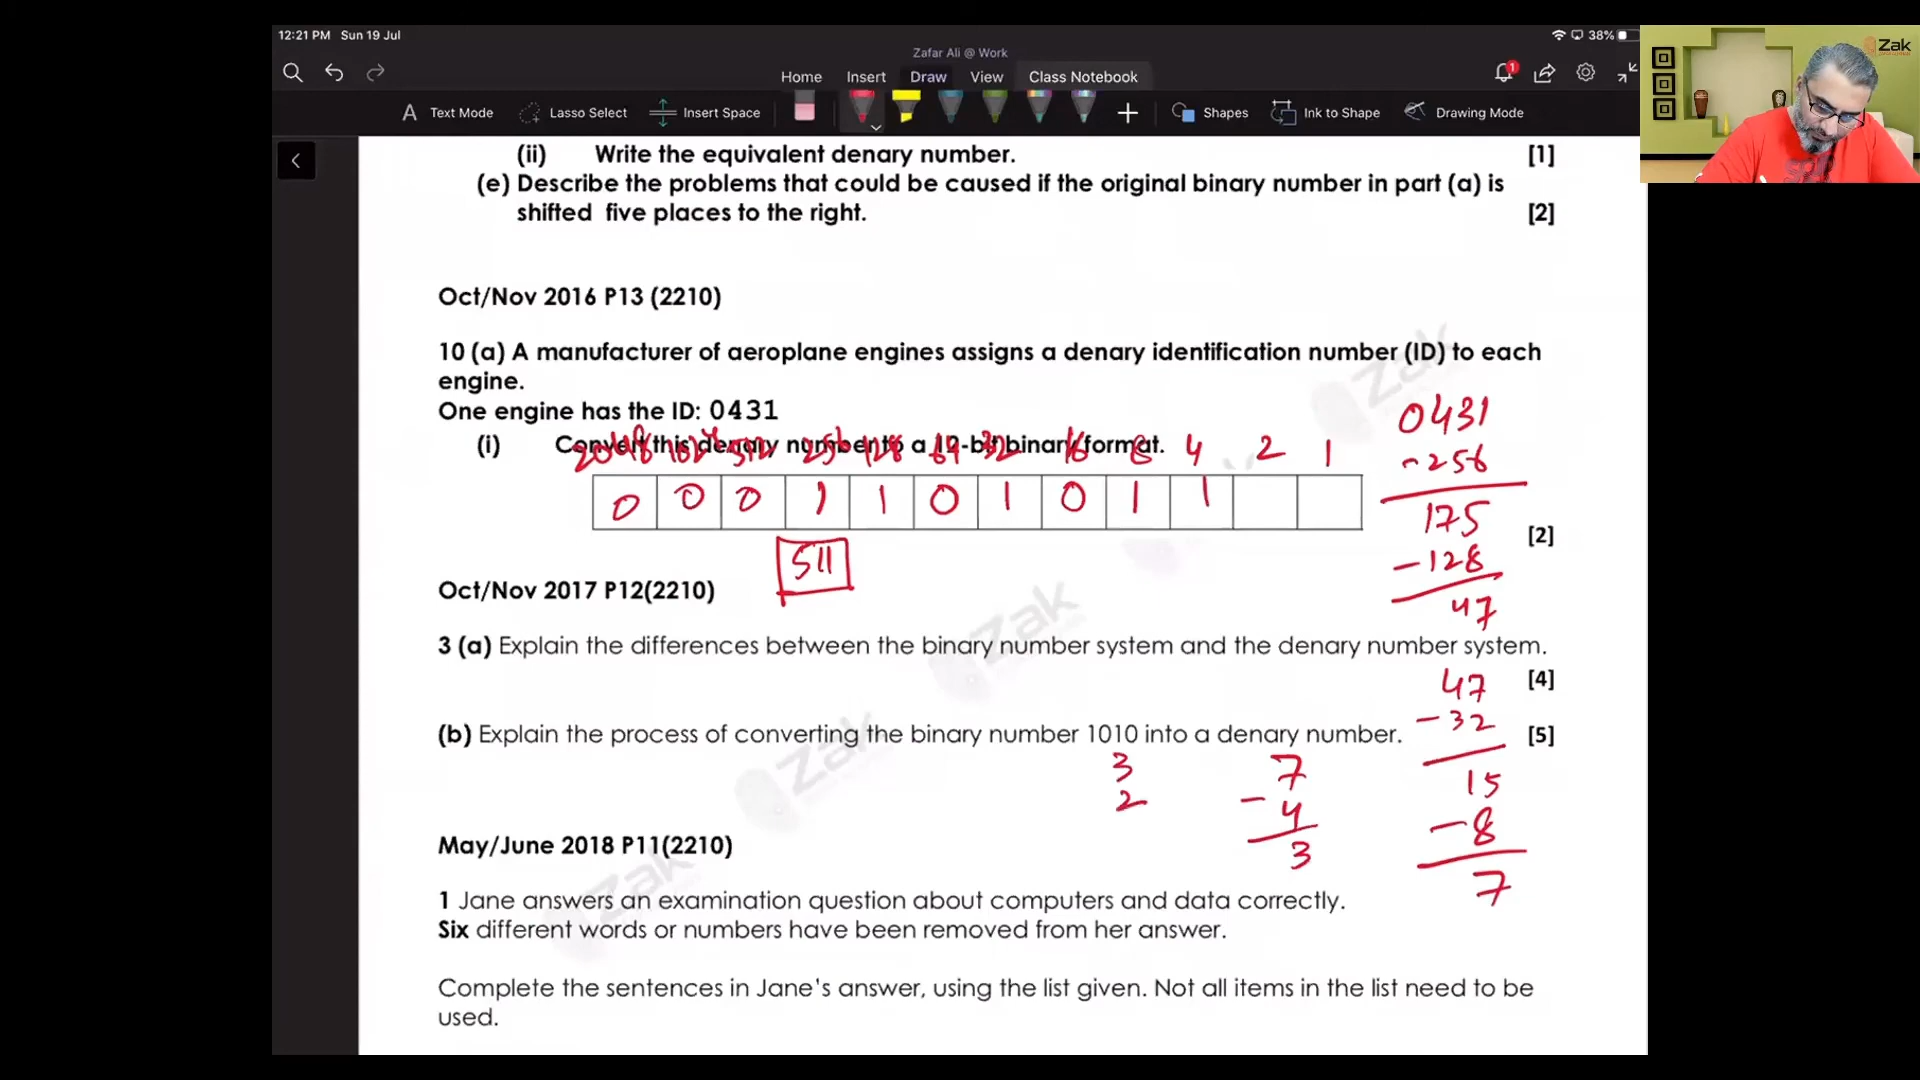 12:21 PM Sun 19 Jul
38%
Zafar Ali @ Work
Home Insert Draw View Class Notebook
1
Zak
A Text Mode Lasso Select Insert Space Shapes Ink to Shape Drawing Mode
(ii) Write the equivalent denary number. [1]
(e) Describe the problems that could be caused if the original binary number in part (a) is
shifted five places to the right. [2]
Oct/Nov 2016 P13 (2210)
10 (a) A manufacturer of aeroplane engines assigns a denary identification number (ID) to each
engine.
One engine has the ID: 0431
(i) Convert this denary number to a 12-bit binary format.
2048 1024 512 256 128 64 32 16 8 4 2 1
0 0 0 1 1 0 1 0 1 1
[2]
511
0431
-256
175
-128
47
Oct/Nov 2017 P12(2210)
3 (a) Explain the differences between the binary number system and the denary number system.
[4]
(b) Explain the process of converting the binary number 1010 into a denary number. [5]
47
-32
15
-8
7
7
-4
3
3
2
Zak
Zak
Zak
Zak
May/June 2018 P11(2210)
1 Jane answers an examination question about computers and data correctly.
Six different words or numbers have been removed from her answer.
Complete the sentences in Jane's answer, using the list given. Not all items in the list need to be
used.